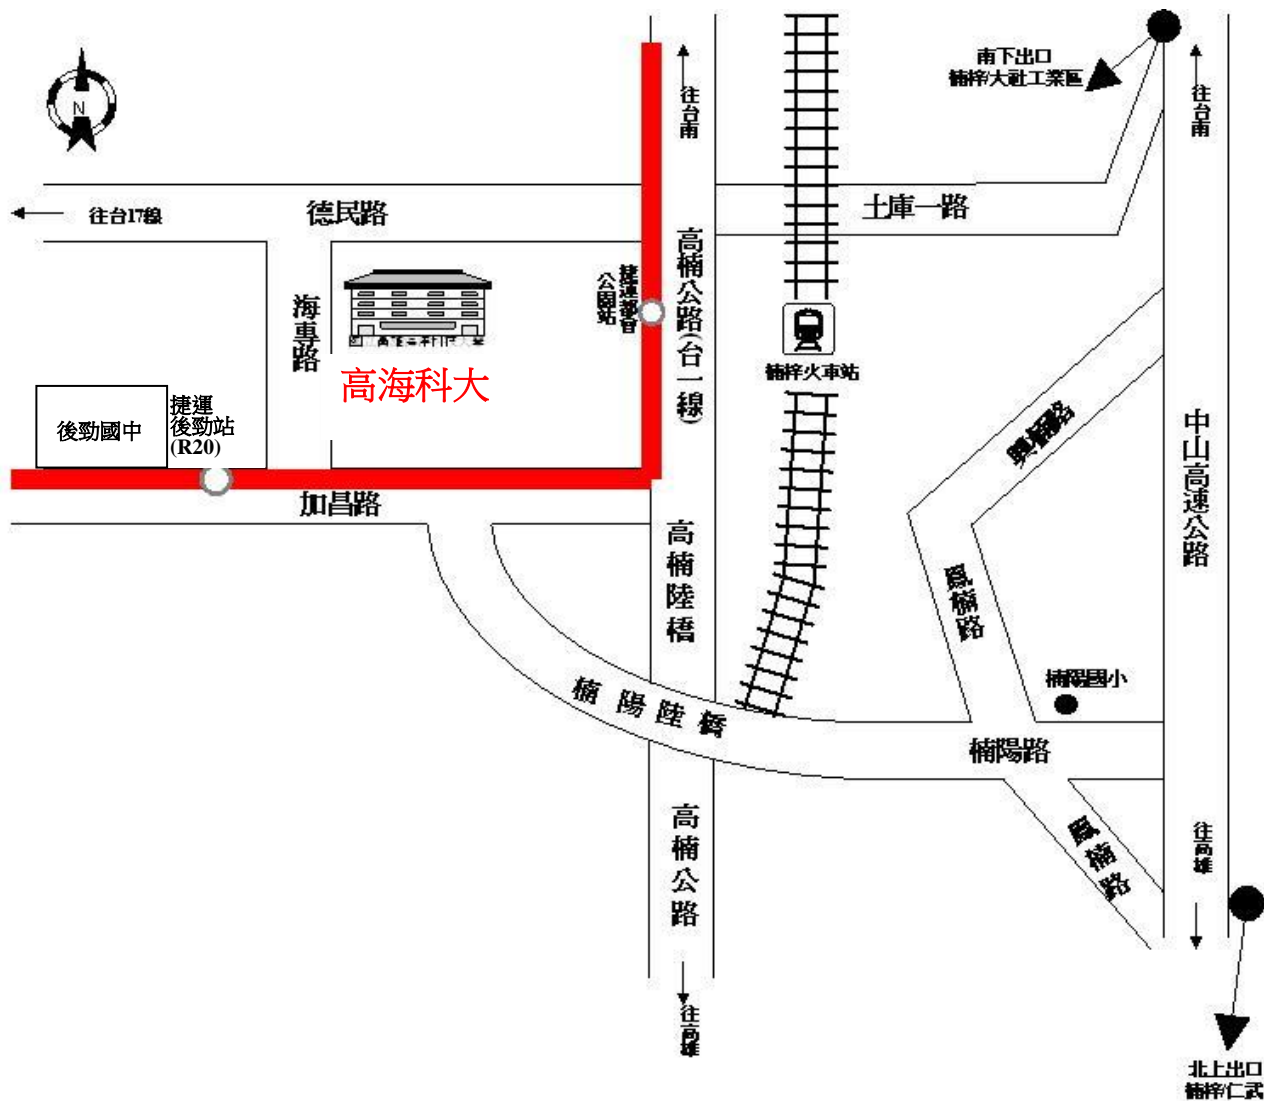 南下出口
楠梓/大社工業區
往台南
往台南
N
往台17線
德民路
土庫一路
高楠公路(台一線)
捷運都會
公園站
海專路
高海科大
楠梓火車站
捷運
後勁站
(R20)
後勁國中
興楠路
中山高速公路
加昌路
高楠陸橋
鳳楠路
楠陽國小
楠陽陸橋
楠陽路
高楠公路
鳳楠路
往高雄
往高雄
北上出口
楠梓/仁武